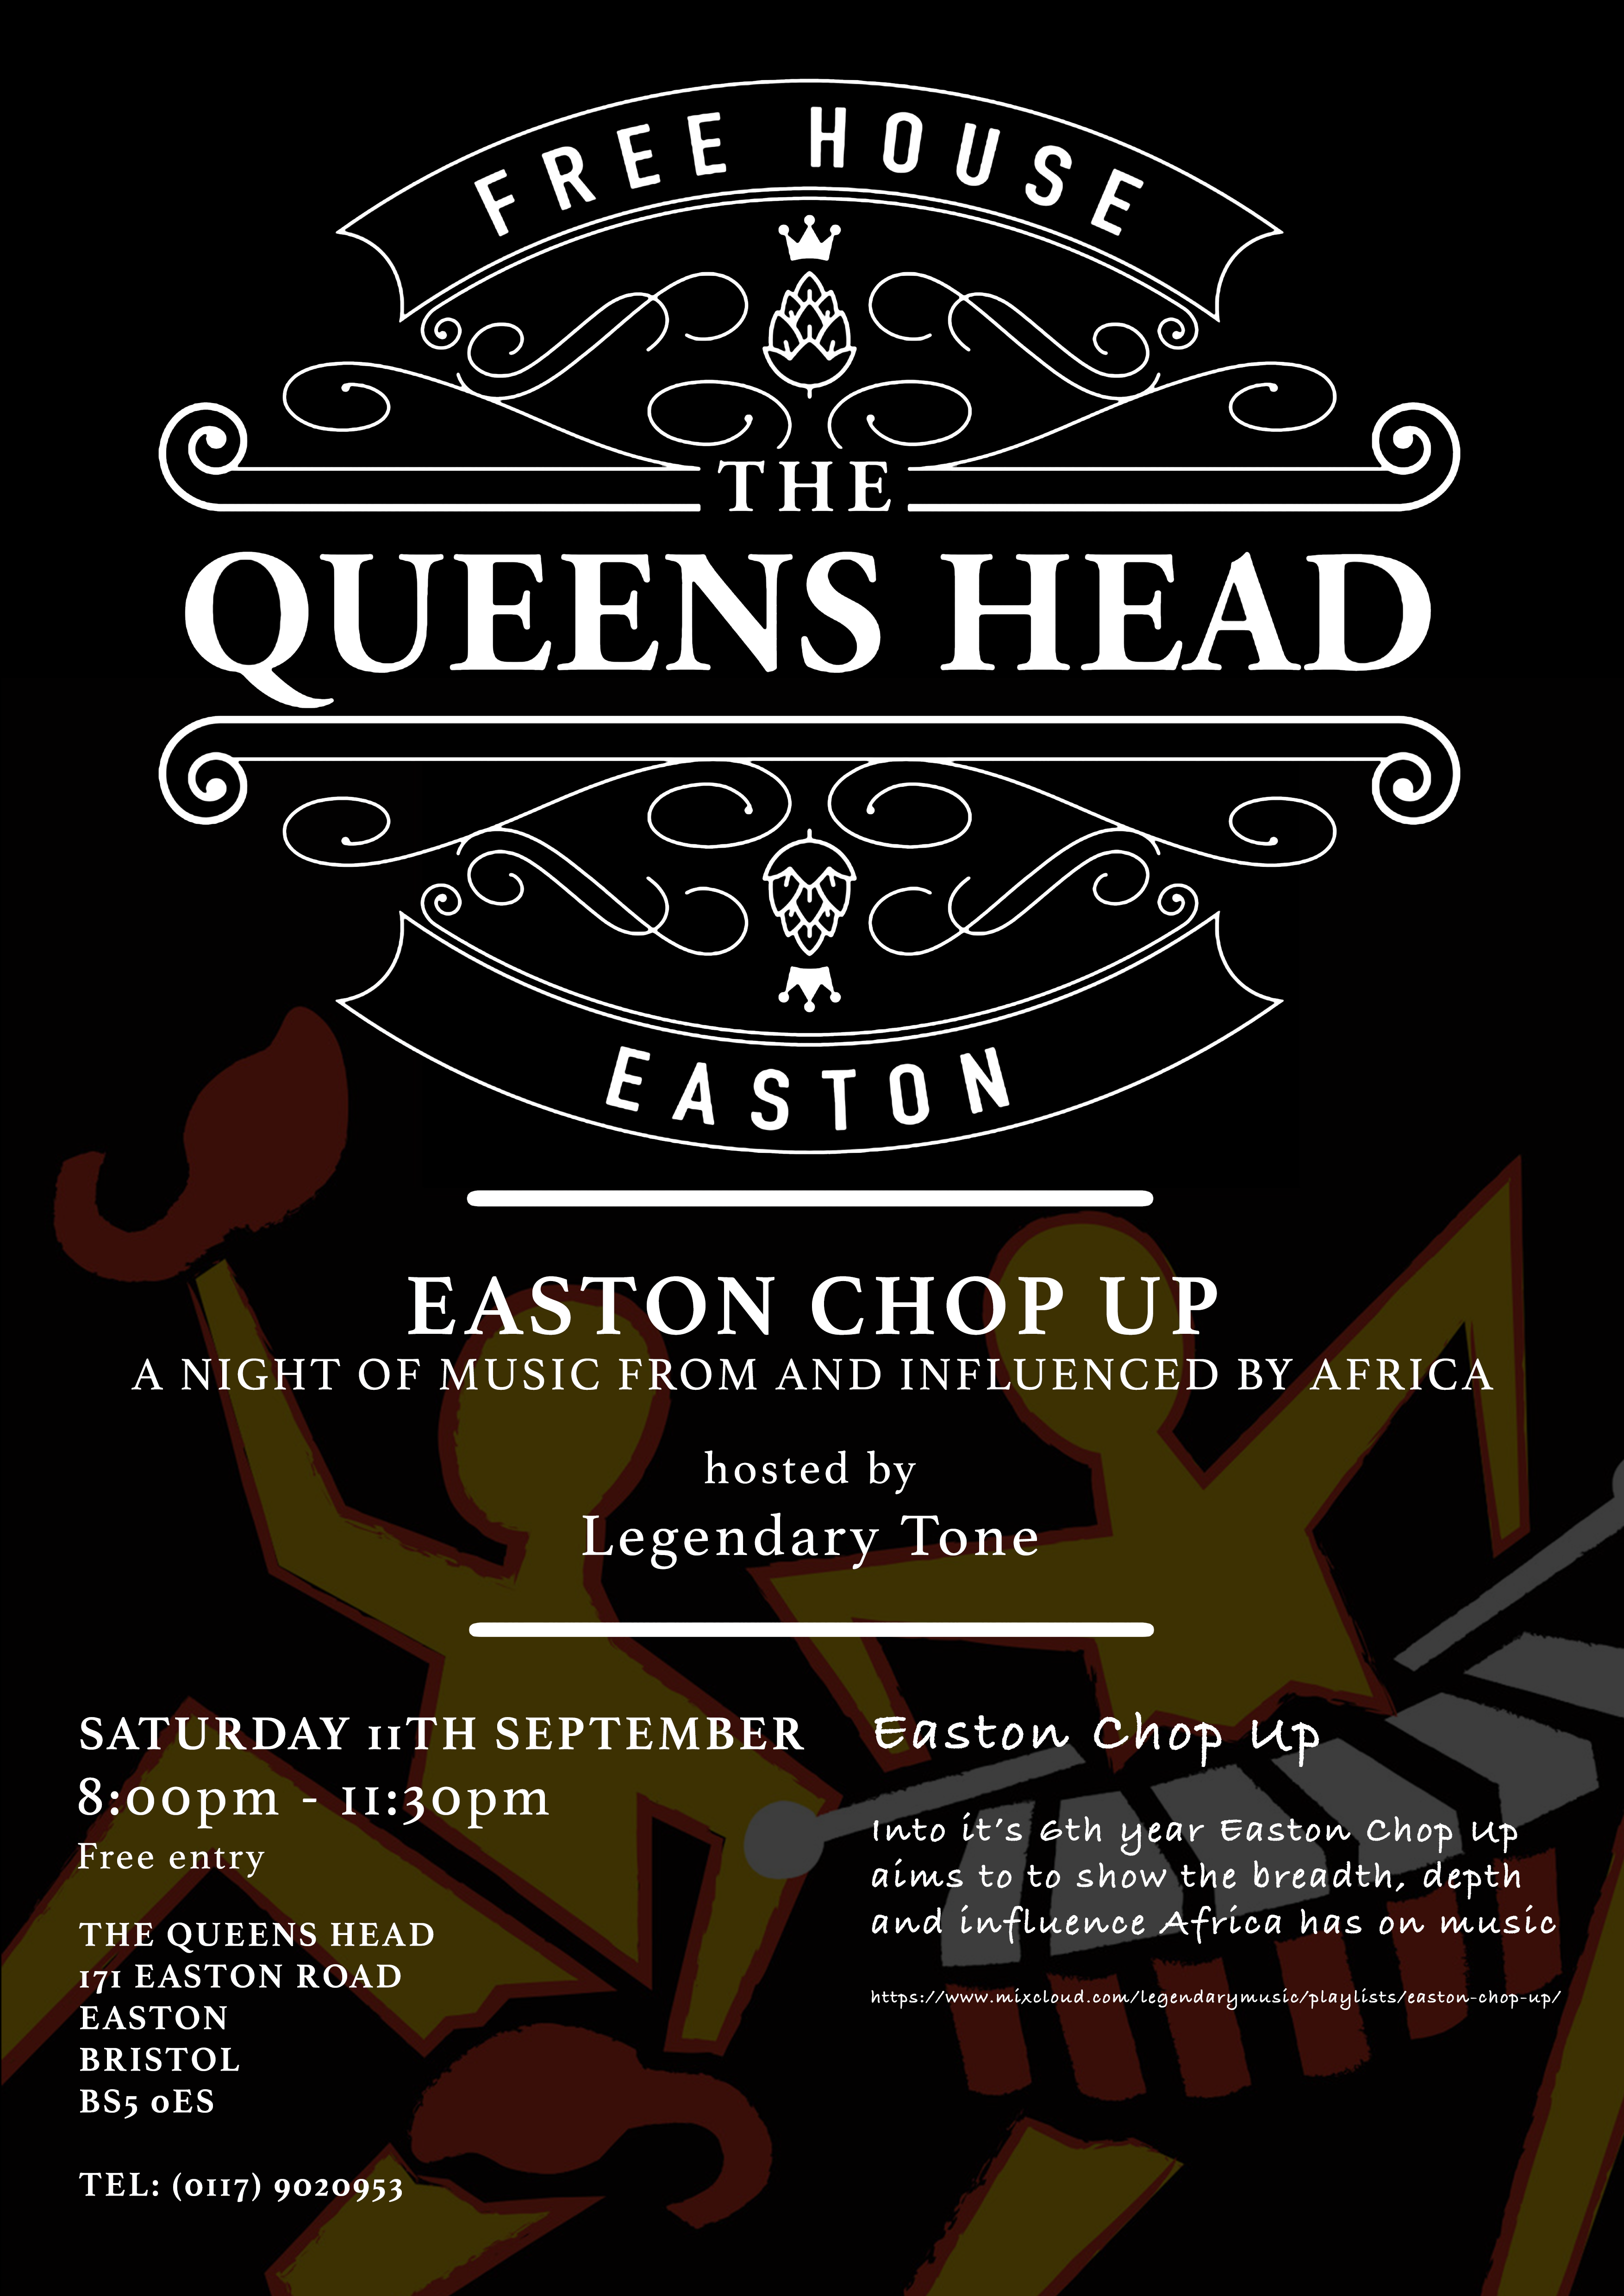 FREE HOUSE
THE
QUEENS HEAD
EASTON
EASTON CHOP UP
A NIGHT OF MUSIC FROM AND INFLUENCED BY AFRICA
hosted by
Legendary Tone
SATURDAY 11TH SEPTEMBER
8:00pm - 11:30pm
Free entry
THE QUEENS HEAD
171 EASTON ROAD
EASTON
BRISTOL
BS5 0ES
TEL: (0117) 9020953
Easton Chop Up
Into it's 6th year Easton Chop Up
aims to to show the breadth, depth
and influence Africa has on music
https://www.mixcloud.com/legendarymusic/playlists/easton-chop-up/